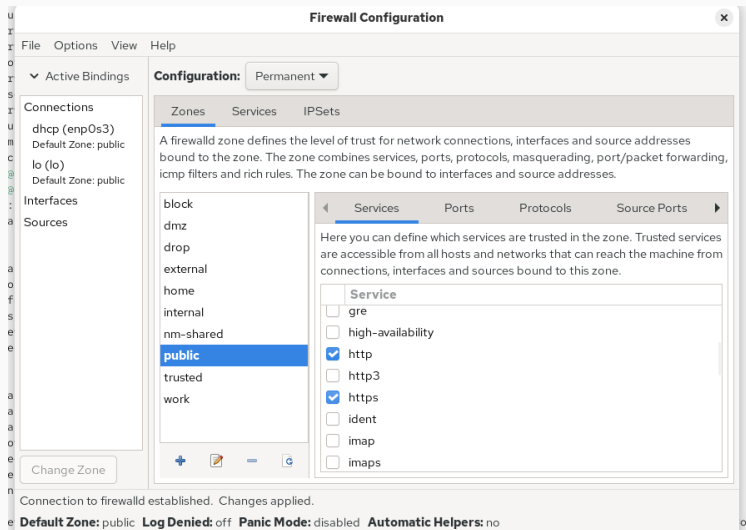 Firewall Configuration
File Options View Help
Active Bindings
Configuration: Permanent
Connections
dhcp (enp0s3)
Default Zone: public
lo (lo)
Default Zone: public
Interfaces
Sources
Change Zone
Zones Services IPSets
A firewalld zone defines the level of trust for network connections, interfaces and source addresses
bound to the zone. The zone combines services, ports, protocols, masquerading, port/packet forwarding,
icmp filters and rich rules. The zone can be bound to interfaces and source addresses.
block
dmz
drop
external
home
internal
nm-shared
public
trusted
work
Services Ports Protocols Source Ports
Here you can define which services are trusted in the zone. Trusted services
are accessible from all hosts and networks that can reach the machine from
connections, interfaces and sources bound to this zone.
Service
gre
high-availability
http
http3
https
ident
imap
imaps
Connection to firewalld established. Changes applied.
Default Zone: public Log Denied: off Panic Mode: disabled Automatic Helpers: no